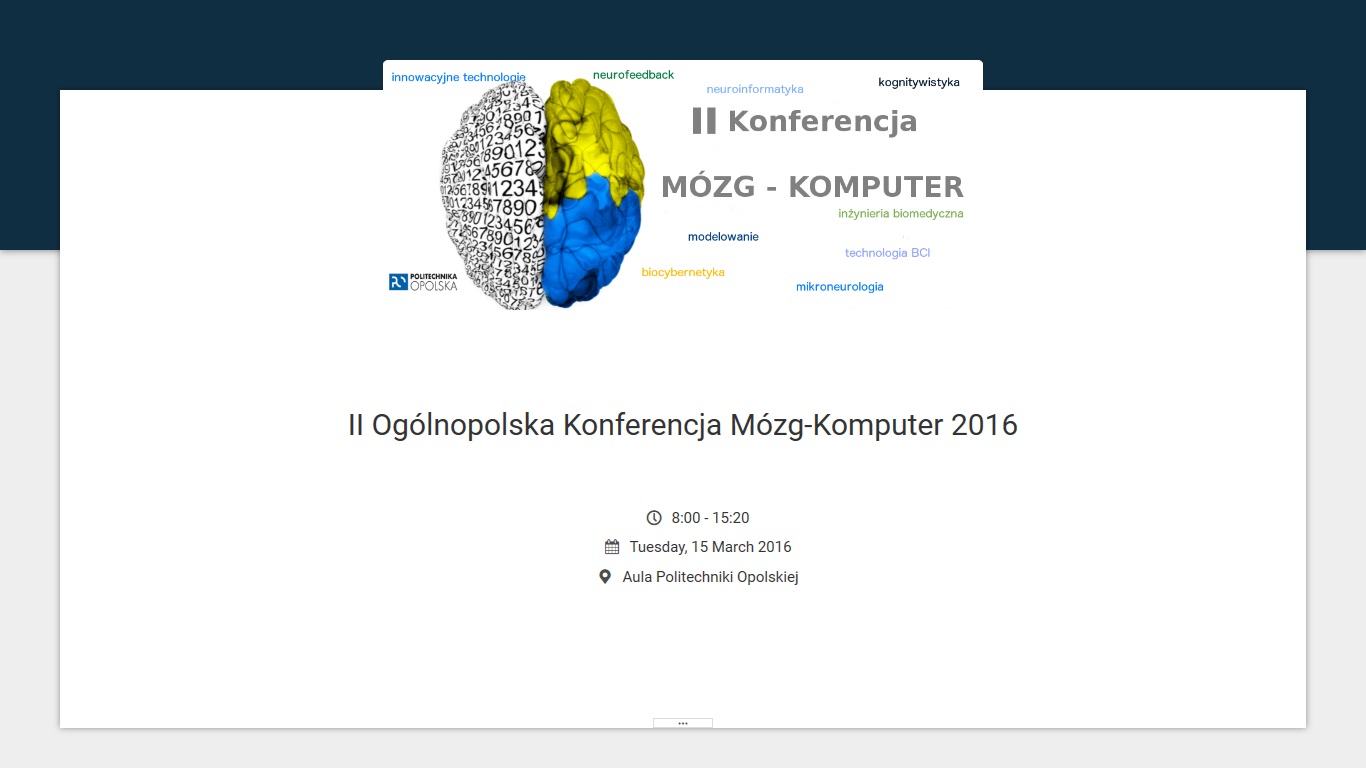 innowacyjne technologie
neurofeedback
neuroinformatyka
kognitywistyka
II Konferencja
MÓZG - KOMPUTER
inżynieria biomedyczna
modelowanie
technologia BCI
biocybernetyka
mikroneurologia
POLITECHNIKA
OPOLSKA
II Ogólnopolska Konferencja Mózg-Komputer 2016
8:00 - 15:20
Tuesday, 15 March 2016
Aula Politechniki Opolskiej
...